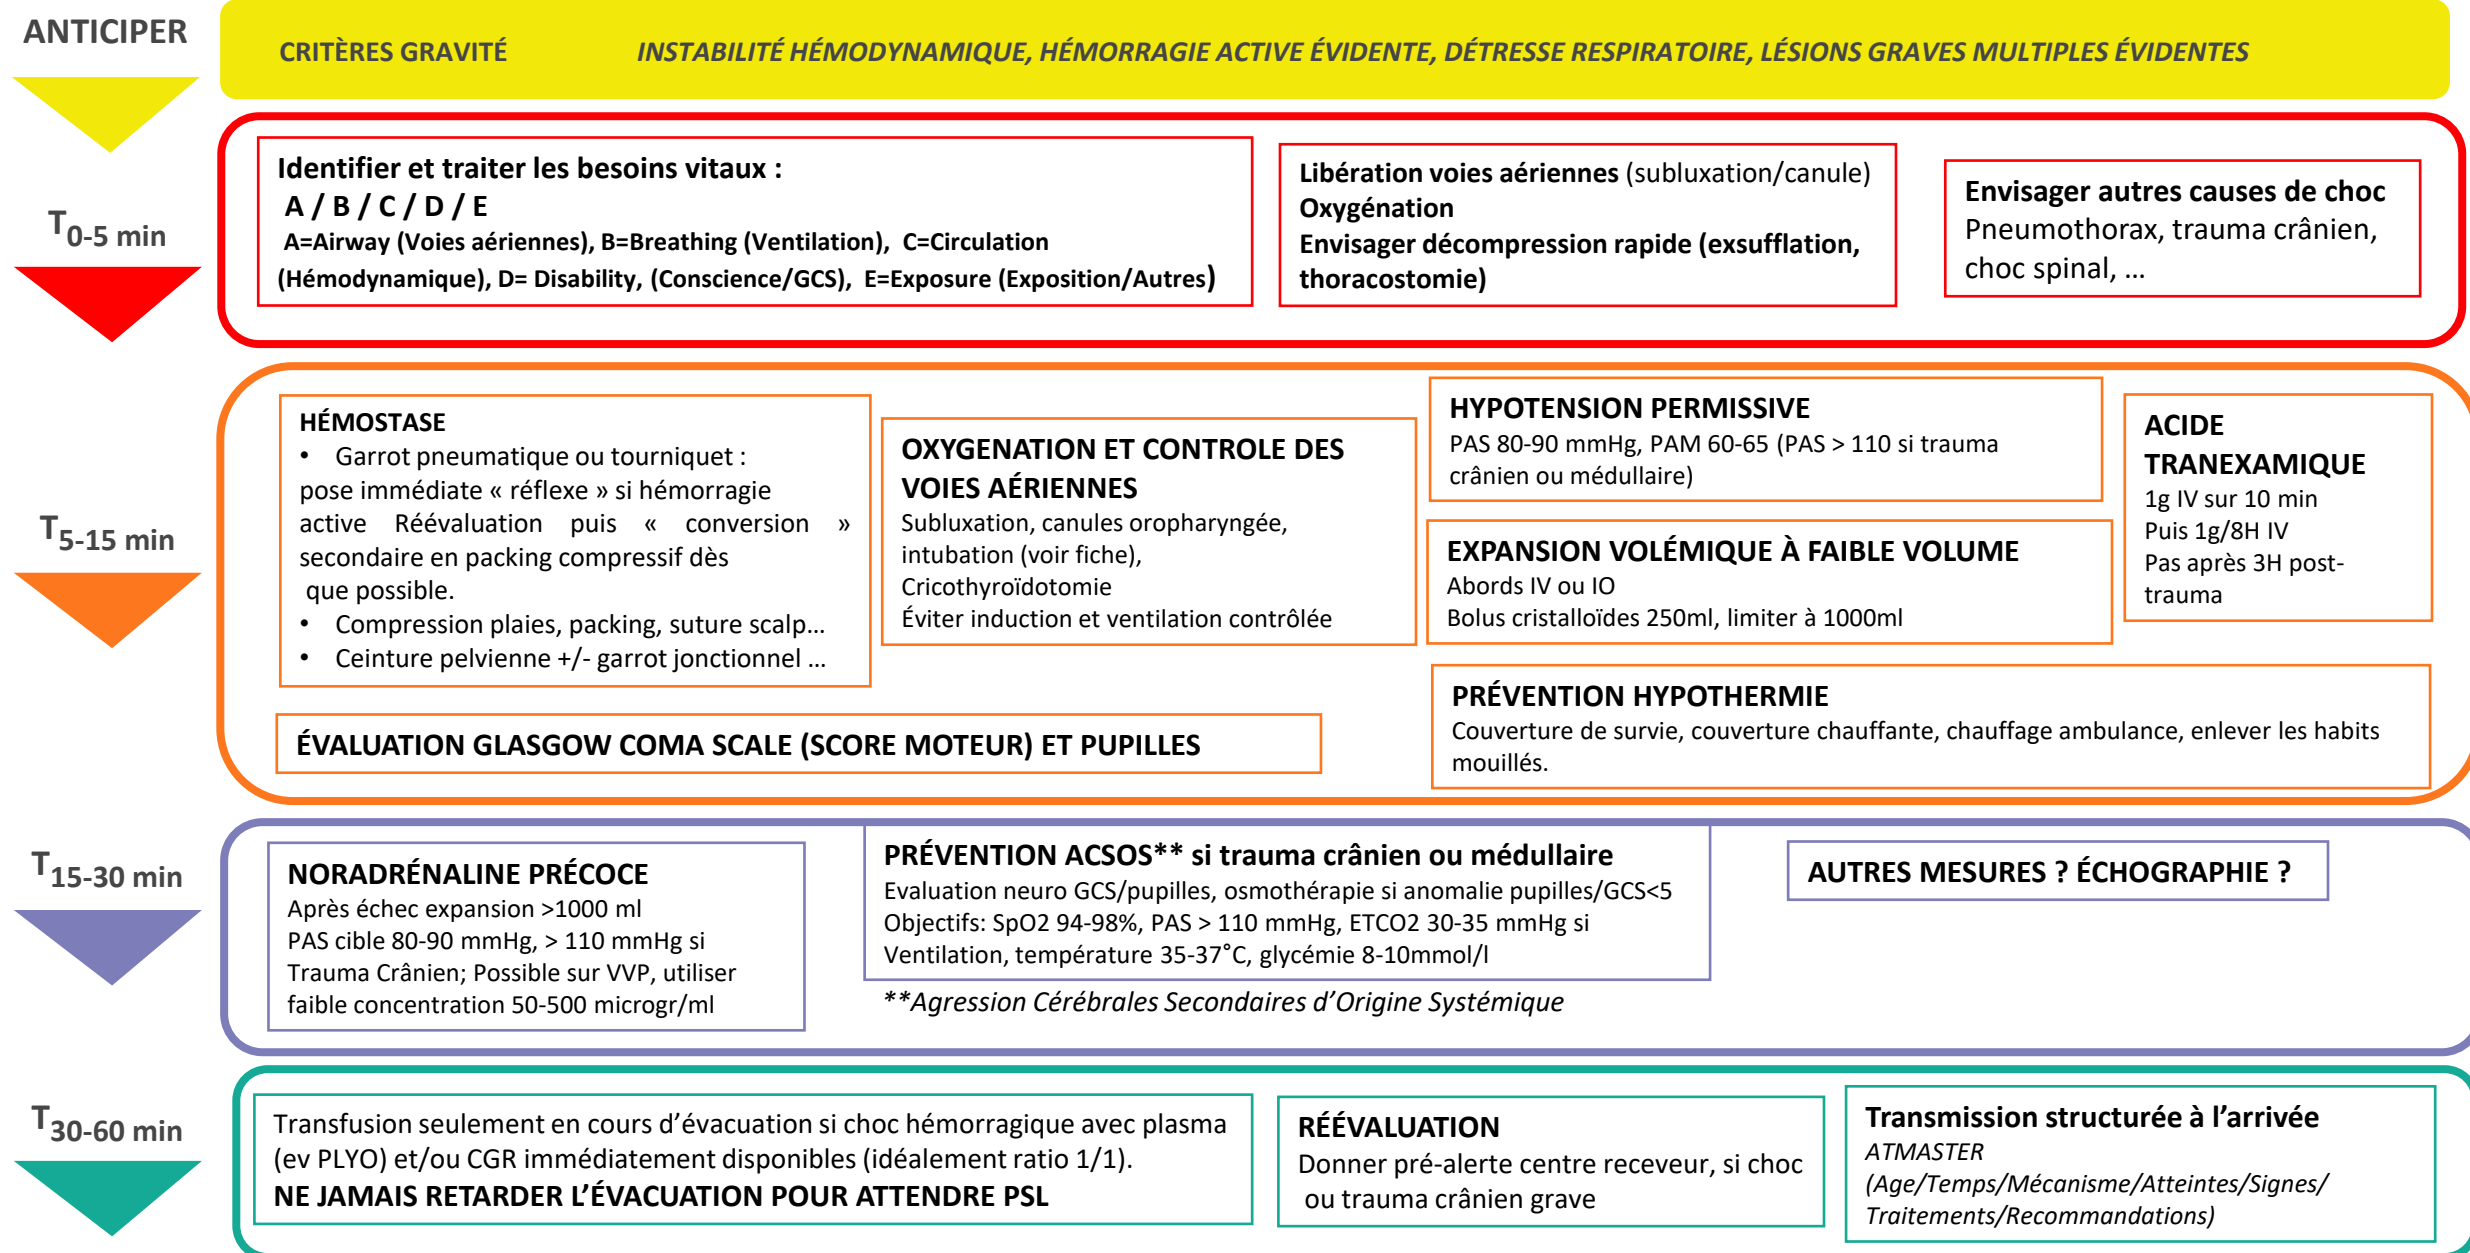 ANTICIPER
CRITÈRES GRAVITÉ
INSTABILITÉ HÉMODYNAMIQUE, HÉMORRAGIE ACTIVE ÉVIDENTE, DÉTRESSE RESPIRATOIRE, LÉSIONS GRAVES MULTIPLES ÉVIDENTES
T0-5 min
Identifier et traiter les besoins vitaux :
A / B / C / D / E
A=Airway (Voies aériennes), B=Breathing (Ventilation), C=Circulation
(Hémodynamique), D= Disability, (Conscience/GCS), E=Exposure (Exposition/Autres)
Libération voies aériennes (subluxation/canule)
Oxygénation
Envisager décompression rapide (exsufflation,
thoracostomie)
Envisager autres causes de choc
Pneumothorax, trauma crânien,
choc spinal, …
T5-15 min
HÉMOSTASE
• Garrot pneumatique ou tourniquet :
pose immédiate « réflexe » si hémorragie
active Réévaluation puis « conversion »
secondaire en packing compressif dès
que possible.
• Compression plaies, packing, suture scalp…
• Ceinture pelvienne +/- garrot jonctionnel …
OXYGENATION ET CONTROLE DES
VOIES AÉRIENNES
Subluxation, canules oropharyngée,
intubation (voir fiche),
Cricothyroïdotomie
Éviter induction et ventilation contrôlée
HYPOTENSION PERMISSIVE
PAS 80-90 mmHg, PAM 60-65 (PAS > 110 si trauma
crânien ou médullaire)
EXPANSION VOLÉMIQUE À FAIBLE VOLUME
Abords IV ou IO
Bolus cristalloïdes 250ml, limiter à 1000ml
ACIDE
TRANEXAMIQUE
1g IV sur 10 min
Puis 1g/8H IV
Pas après 3H post-
trauma
PRÉVENTION HYPOTHERMIE
Couverture de survie, couverture chauffante, chauffage ambulance, enlever les habits
mouillés.
ÉVALUATION GLASGOW COMA SCALE (SCORE MOTEUR) ET PUPILLES
T15-30 min
NORADRÉNALINE PRÉCOCE
Après échec expansion >1000 ml
PAS cible 80-90 mmHg, > 110 mmHg si
Trauma Crânien; Possible sur VVP, utiliser
faible concentration 50-500 microgr/ml
PRÉVENTION ACSOS** si trauma crânien ou médullaire
Evaluation neuro GCS/pupilles, osmothérapie si anomalie pupilles/GCS<5
Objectifs: SpO2 94-98%, PAS > 110 mmHg, ETCO2 30-35 mmHg si
Ventilation, température 35-37°C, glycémie 8-10mmol/l
**Agression Cérébrales Secondaires d’Origine Systémique
AUTRES MESURES ? ÉCHOGRAPHIE ?
T30-60 min
Transfusion seulement en cours d’évacuation si choc hémorragique avec plasma
(ev PLYO) et/ou CGR immédiatement disponibles (idéalement ratio 1/1).
NE JAMAIS RETARDER L’ÉVACUATION POUR ATTENDRE PSL
RÉÉVALUATION
Donner pré-alerte centre receveur, si choc
ou trauma crânien grave
Transmission structurée à l’arrivée
ATMASTER
(Age/Temps/Mécanisme/Atteintes/Signes/
Traitements/Recommandations)